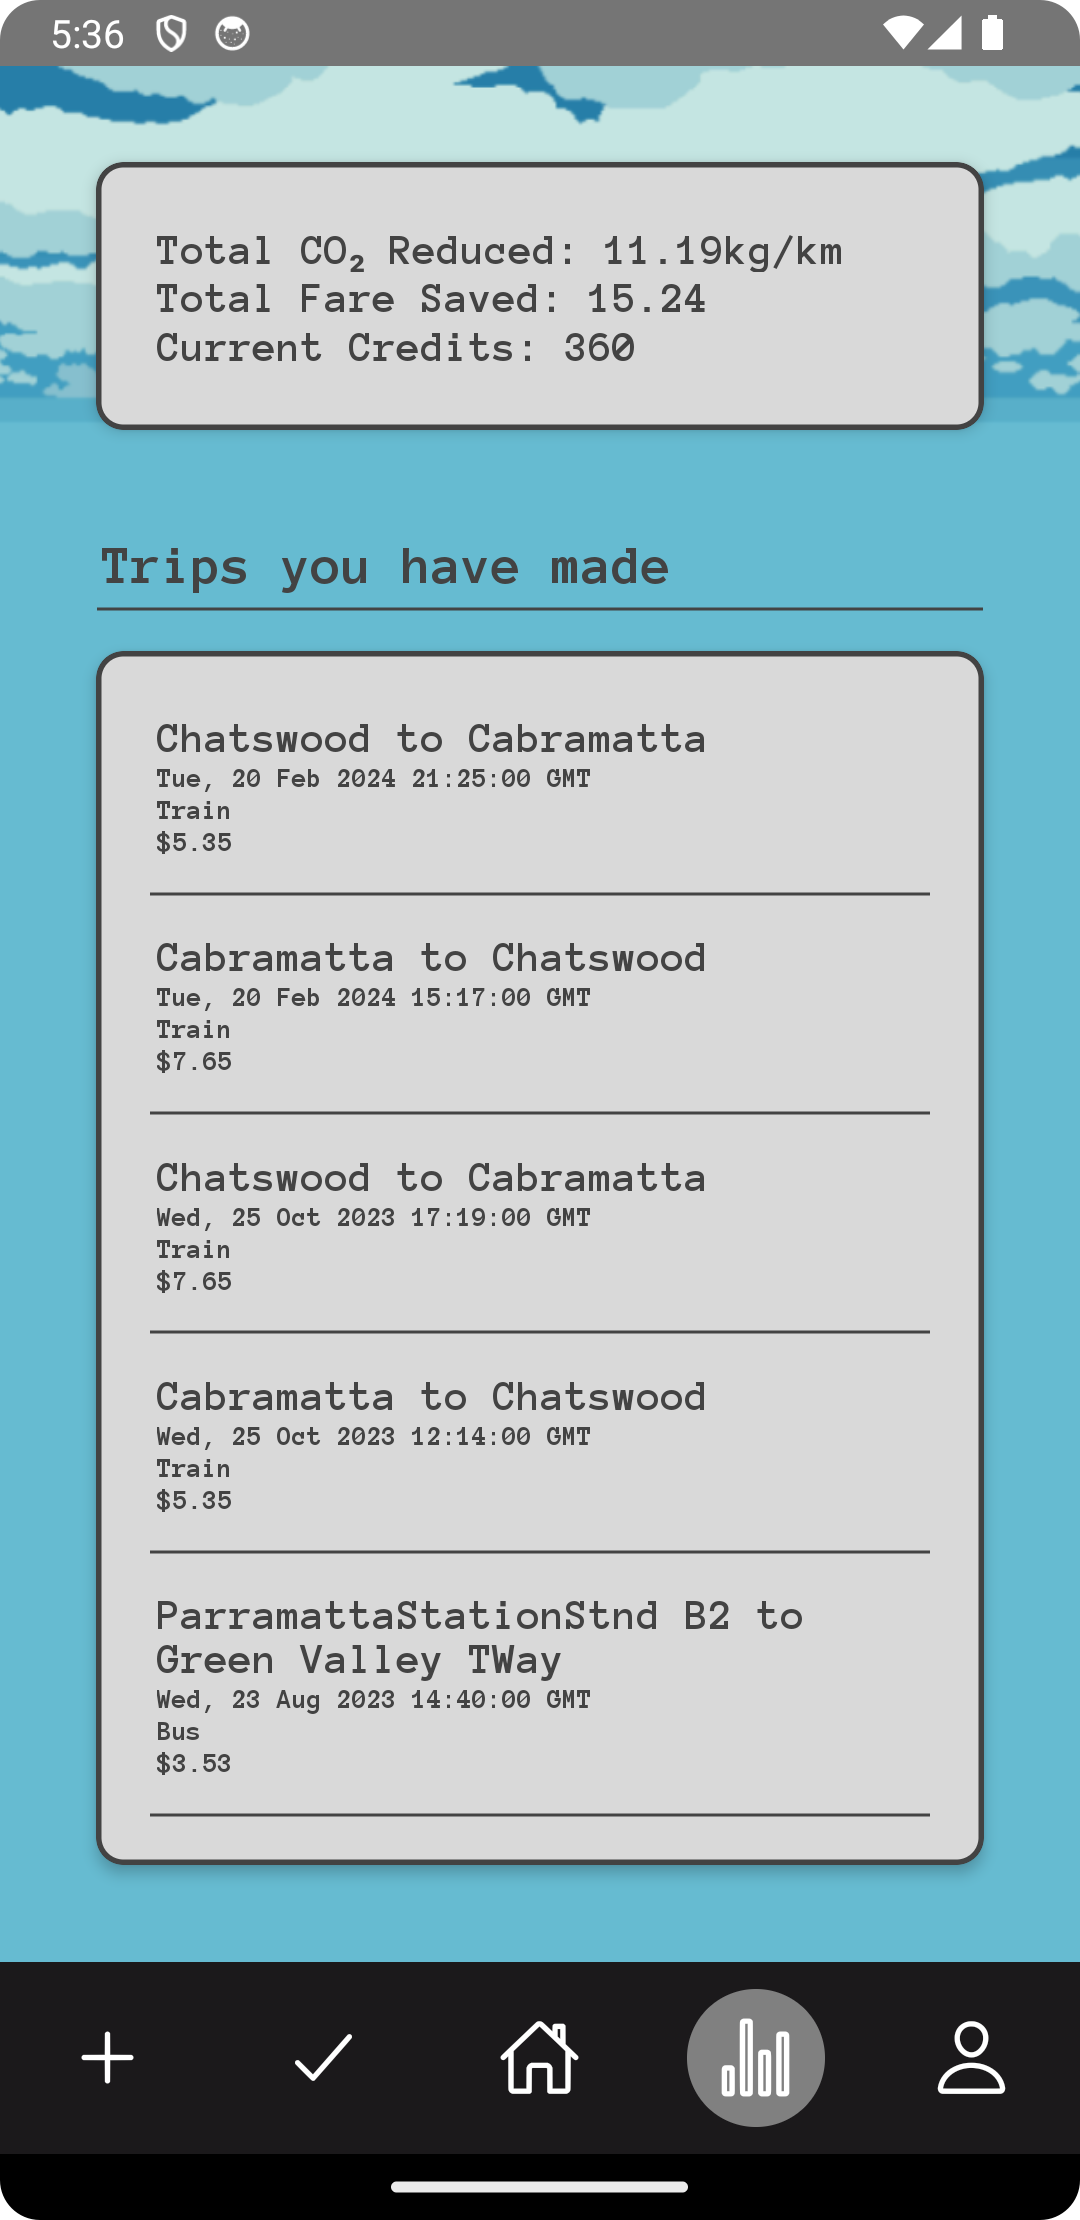 5:36
Total CO₂ Reduced: 11.19kg/km
Total Fare Saved: 15.24
Current Credits: 360
Trips you have made
Chatswood to Cabramatta
Tue, 20 Feb 2024 21:25:00 GMT
Train
$5.35
Cabramatta to Chatswood
Tue, 20 Feb 2024 15:17:00 GMT
Train
$7.65
Chatswood to Cabramatta
Wed, 25 Oct 2023 17:19:00 GMT
Train
$7.65
Cabramatta to Chatswood
Wed, 25 Oct 2023 12:14:00 GMT
Train
$5.35
ParramattaStationStnd B2 to
Green Valley TWay
Wed, 23 Aug 2023 14:40:00 GMT
Bus
$3.53